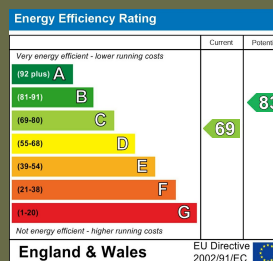 Energy Efficiency Rating
Current
Very energy efficient - lower running costs
(92 plus) A
(81-91) B
83
(69-80) C
69
(55-68) D
(39-54) E
(21-38) F
(1-20) G
Not energy efficient - higher running costs
England & Wales
EU Directive
2002/91/EC